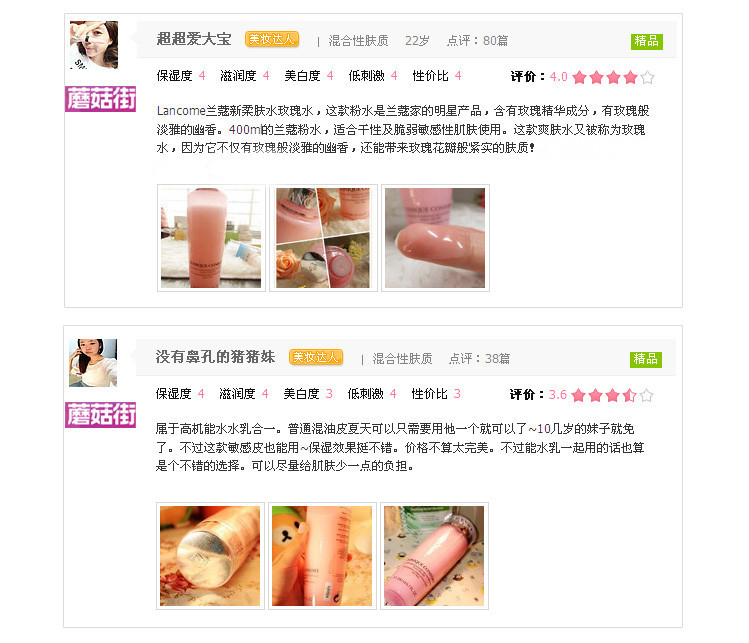 超超爱大宝 美妆达人 | 混合性肤质 22岁 点评：80篇 精品
保湿度 4 滋润度 4 美白度 4 低刺激 4 性价比 4 评价：4.0
蘑菇街
Lancome兰蔻新柔肤水玫瑰水，这款粉水是兰蔻家的明星产品，含有玫瑰精华成分，有玫瑰般
淡雅的幽香。400ml的兰蔻粉水，适合干性及脆弱敏感性肌肤使用。这款爽肤水又被称为玫瑰
水，因为它不仅有玫瑰般淡雅的幽香，还能带来玫瑰花瓣般紧实的肤质！
没有鼻孔的猪猪妹 美妆达人 | 混合性肤质 点评：38篇 精品
保湿度 4 滋润度 4 美白度 3 低刺激 4 性价比 3 评价：3.6
蘑菇街
属于高机能水水乳合一。普通混油皮夏天可以只需要用他一个就可以了~10几岁的妹子就免
了。不过这款敏感皮也能用~保湿效果挺不错。价格不算太完美。不过能水乳一起用的话也算
是个不错的选择。可以尽量给肌肤少一点的负担。